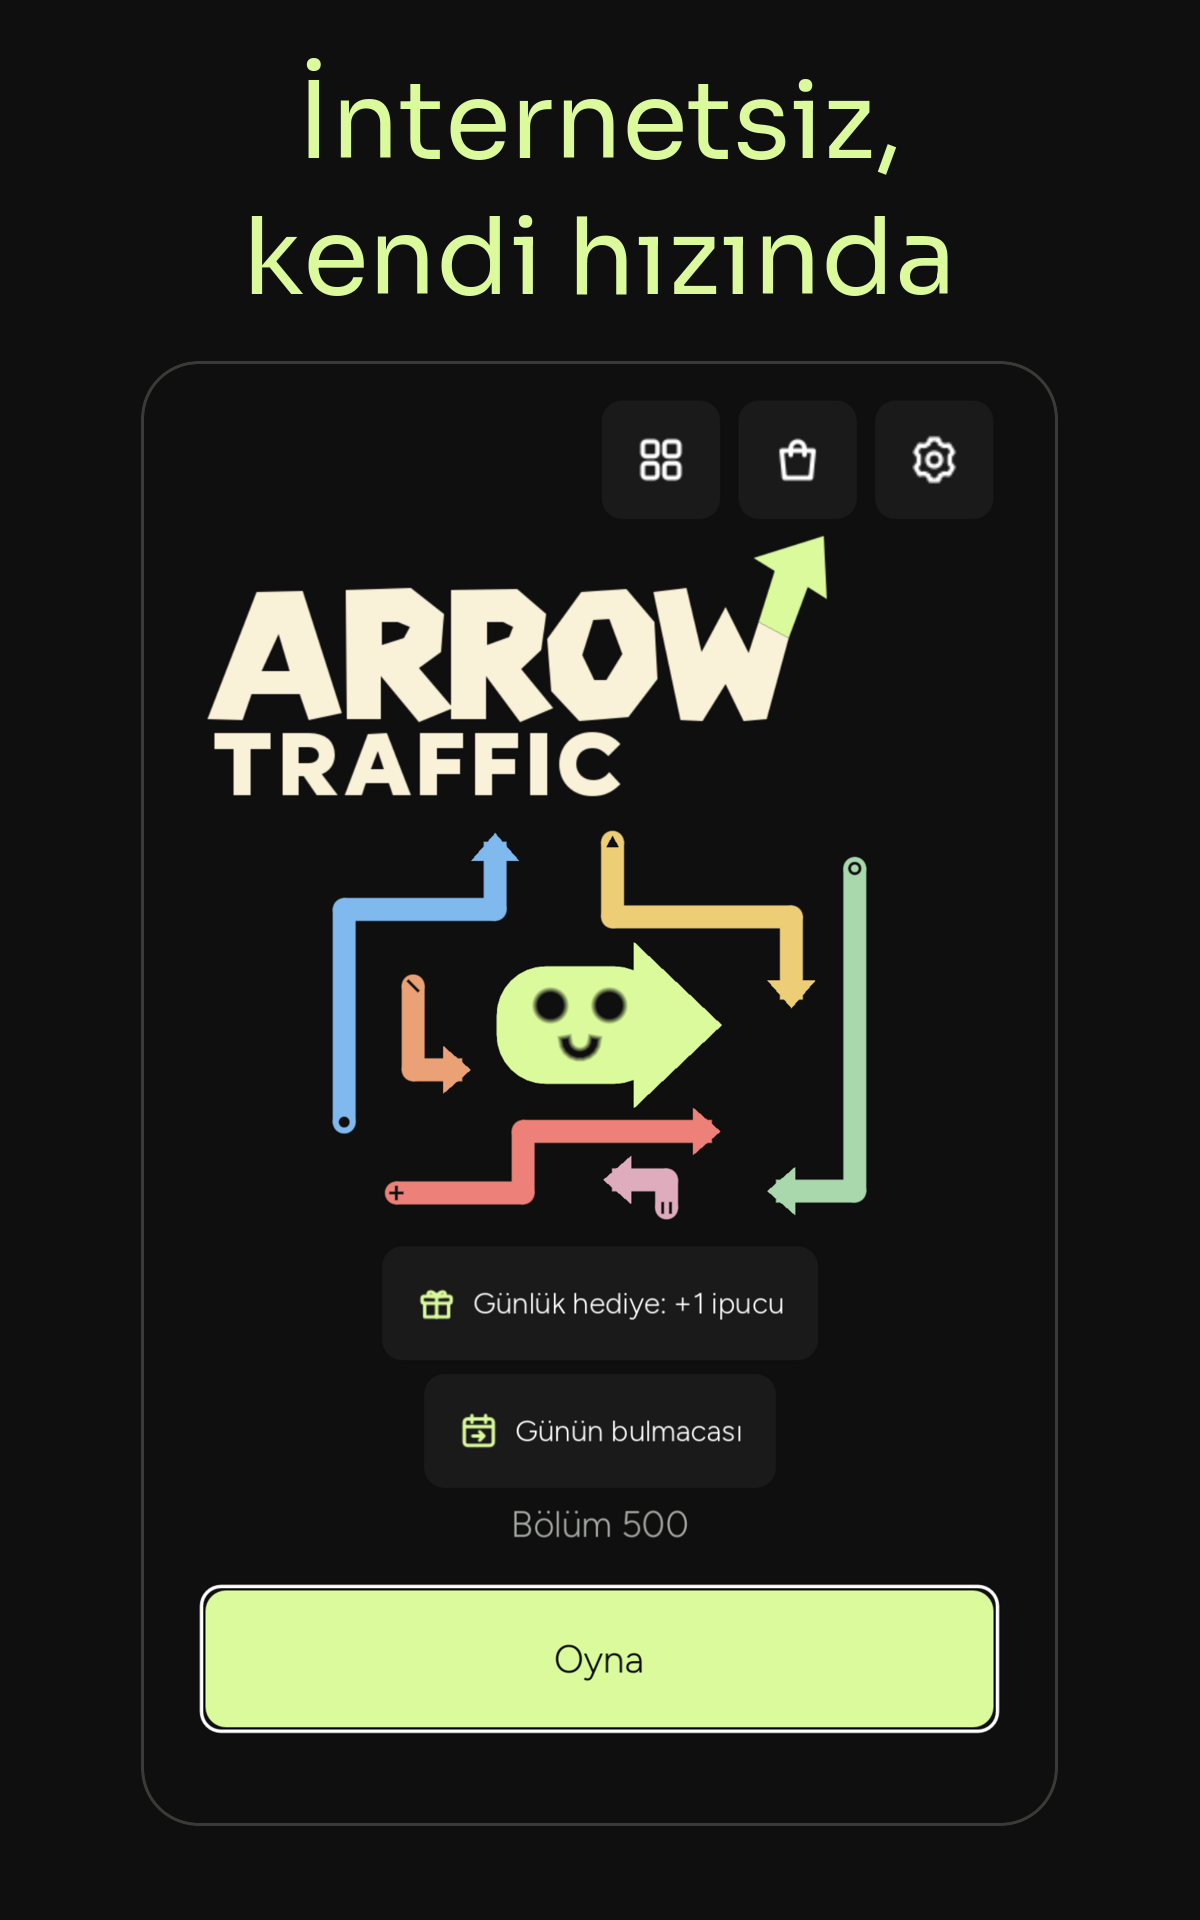 İnternetsiz,
kendi hızında
ARROW
TRAFFIC
Günlük hediye: +1 ipucu
Günün bulmacası
Bölüm 500
Oyna